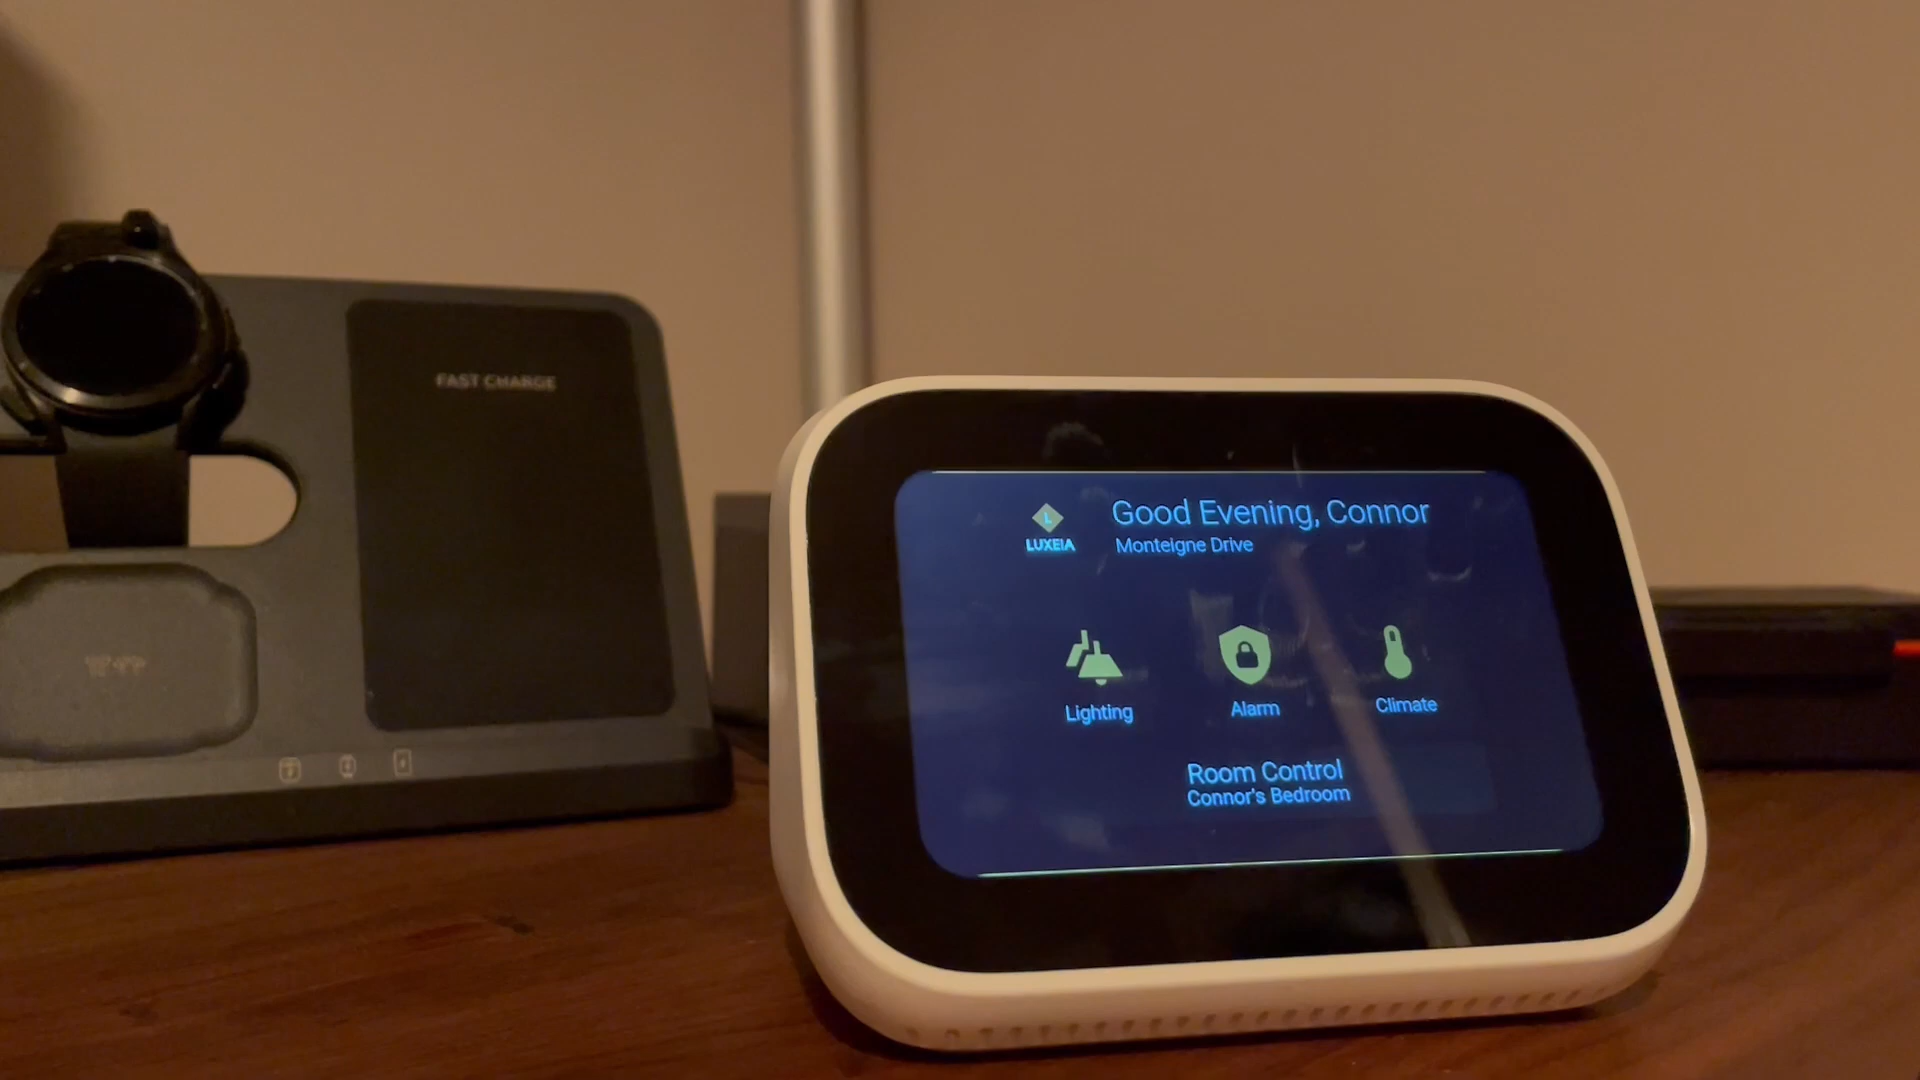 FAST CHARGE
LUXEIA
Good Evening, Connor
Monteigne Drive
Lighting
Alarm
Climate
Room Control
Connor's Bedroom